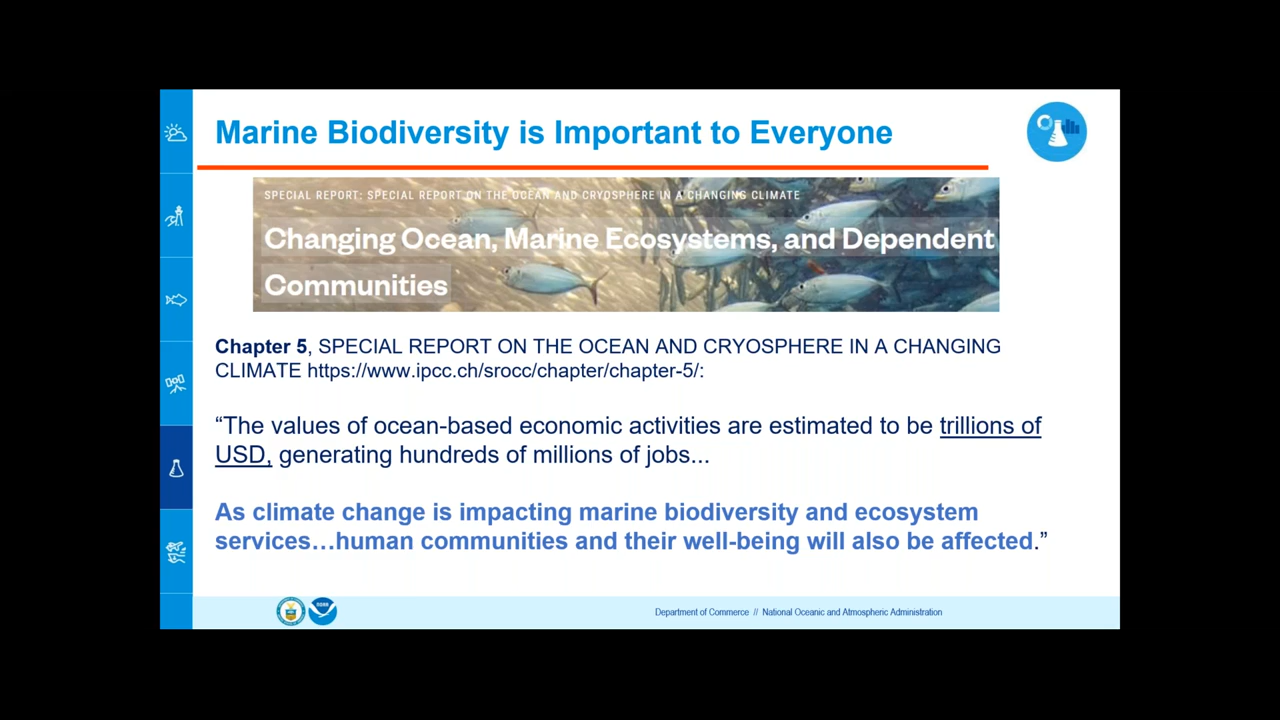 Marine Biodiversity is Important to Everyone
SPECIAL REPORT: SPECIAL REPORT ON THE OCEAN AND CRYOSPHERE IN A CHANGING CLIMATE
Changing Ocean, Marine Ecosystems, and Dependent
Communities
Chapter 5, SPECIAL REPORT ON THE OCEAN AND CRYOSPHERE IN A CHANGING
CLIMATE https://www.ipcc.ch/srocc/chapter/chapter-5/:
“The values of ocean-based economic activities are estimated to be trillions of
USD, generating hundreds of millions of jobs...
As climate change is impacting marine biodiversity and ecosystem
services…human communities and their well-being will also be affected.”
Department of Commerce // National Oceanic and Atmospheric Administration